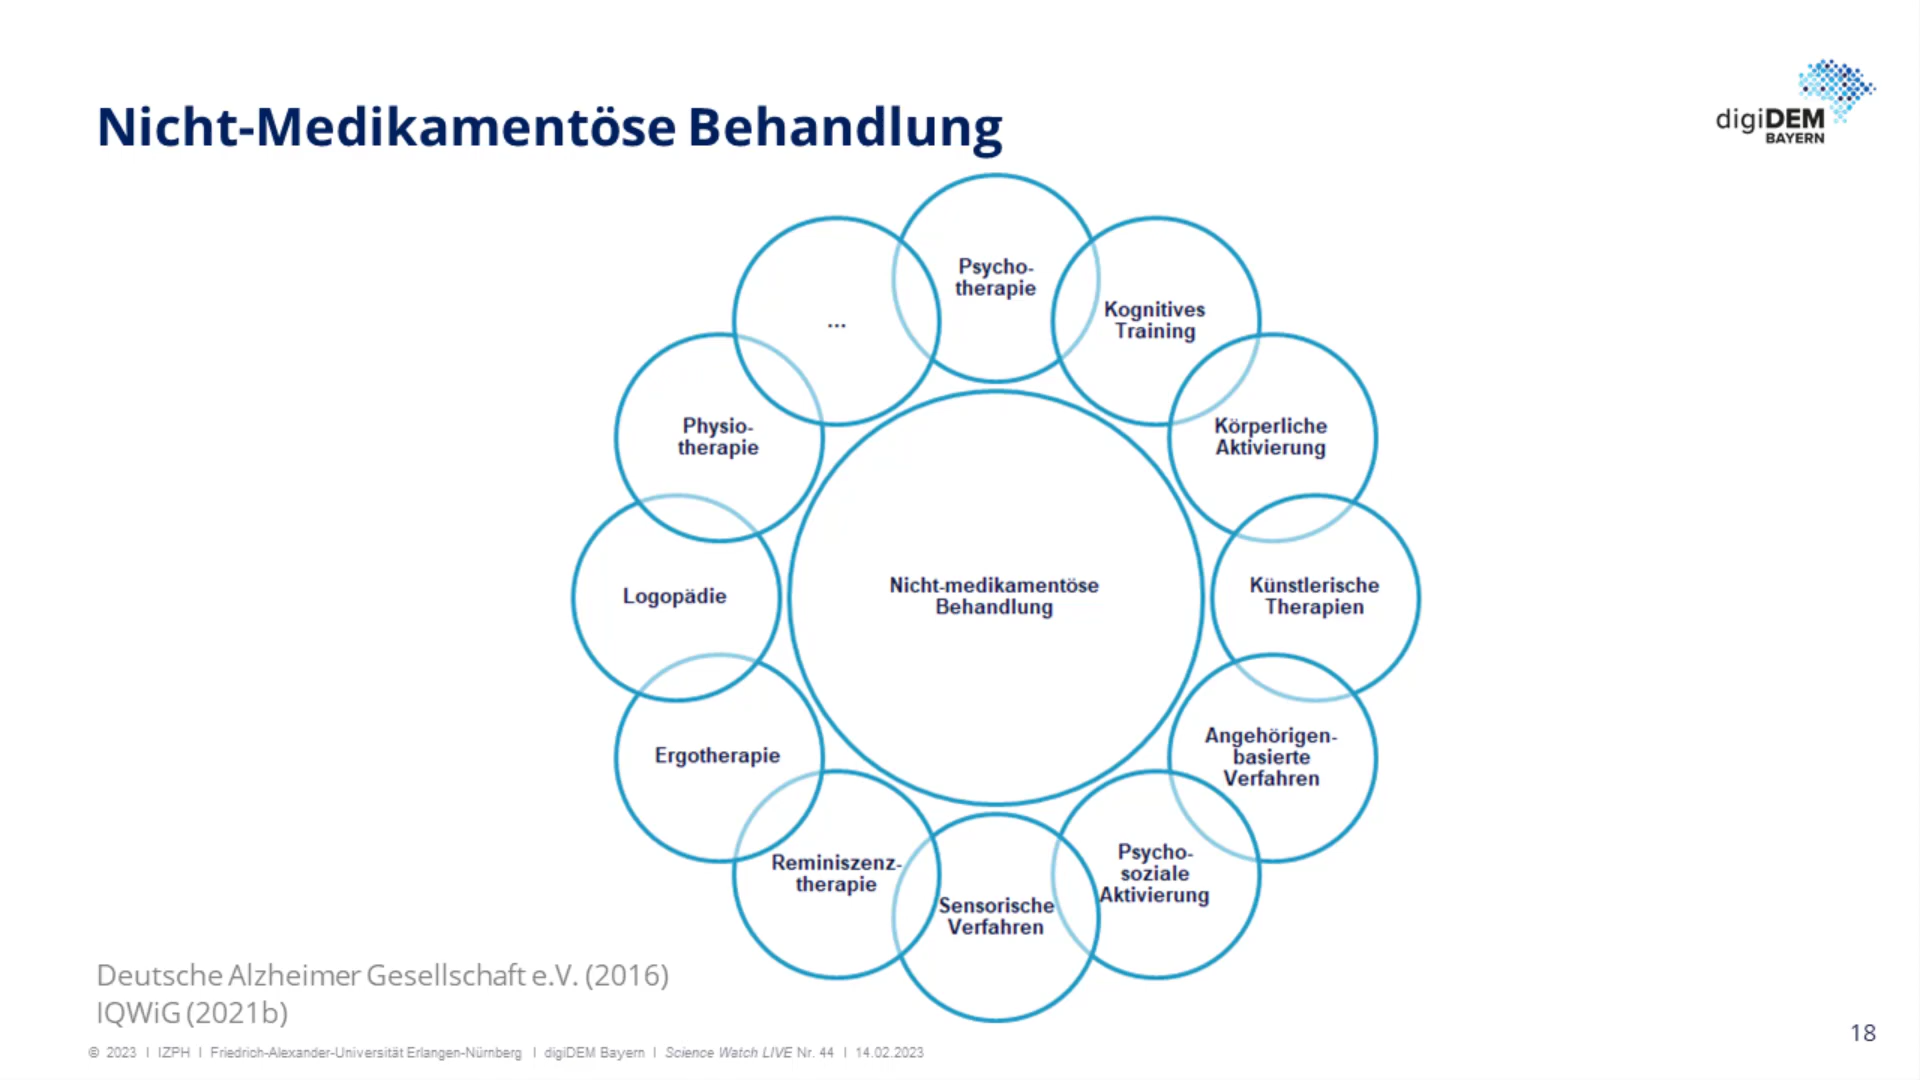 Nicht-Medikamentöse Behandlung
digiDEM
BAYERN
Psycho-
therapie
Kognitives
Training
Körperliche
Aktivierung
Künstlerische
Therapien
Angehörigen-
basierte
Verfahren
Psycho-
soziale
Aktivierung
Sensorische
Verfahren
Reminiszenz-
therapie
Ergotherapie
Logopädie
Physio-
therapie
...
Nicht-medikamentöse
Behandlung
Deutsche Alzheimer Gesellschaft e.V. (2016)
IQWiG (2021b)
© 2023 I IZPH I Friedrich-Alexander-Universität Erlangen-Nürnberg I digiDEM Bayern I Science Watch LIVE Nr. 44 I 14.02.2023
18